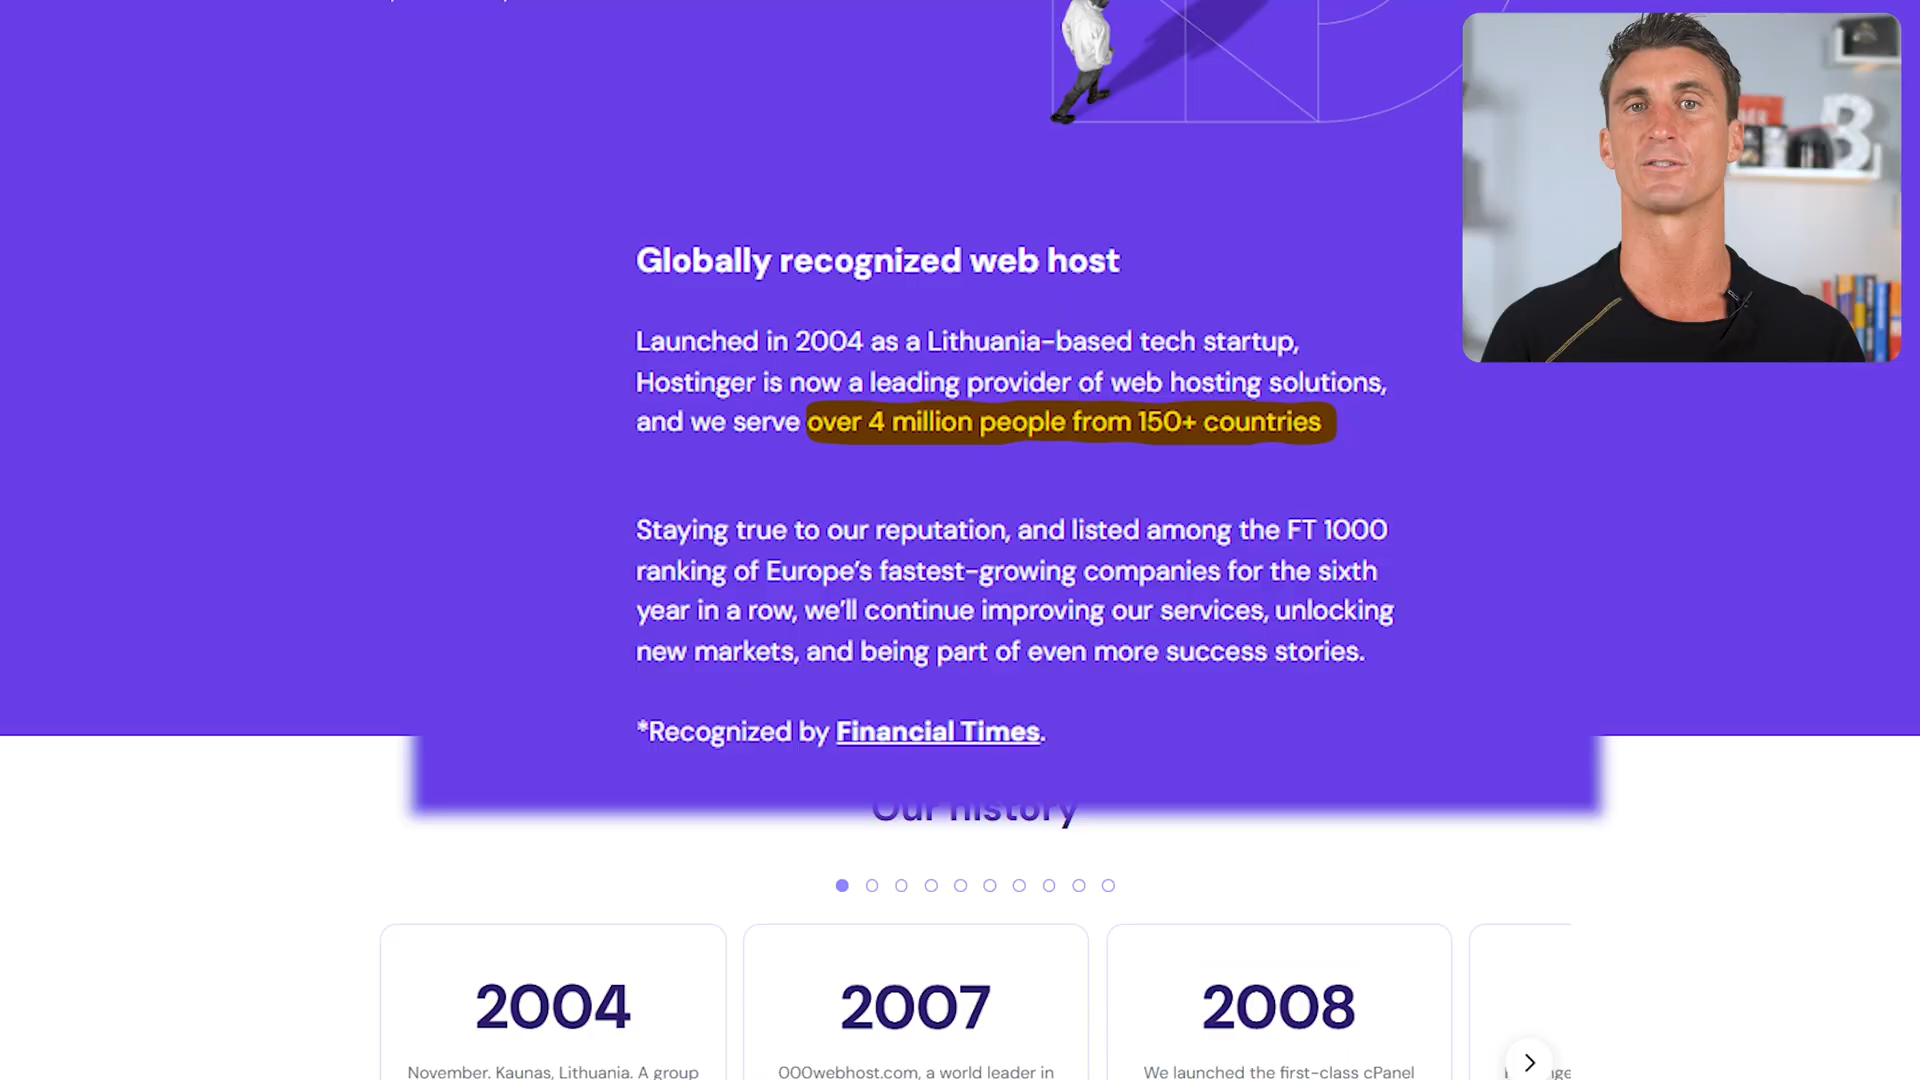 Globally recognized web host
Launched in 2004 as a Lithuania-based tech startup,
Hostinger is now a leading provider of web hosting solutions,
and we serve over 4 million people from 150+ countries
Staying true to our reputation, and listed among the FT 1000
ranking of Europe's fastest-growing companies for the sixth
year in a row, we'll continue improving our services, unlocking
new markets, and being part of even more success stories.
*Recognized by Financial Times.
Our history
2004
2007
2008
November. Kaunas, Lithuania. A group
000webhost.com, a world leader in
We launched the first-class cPanel